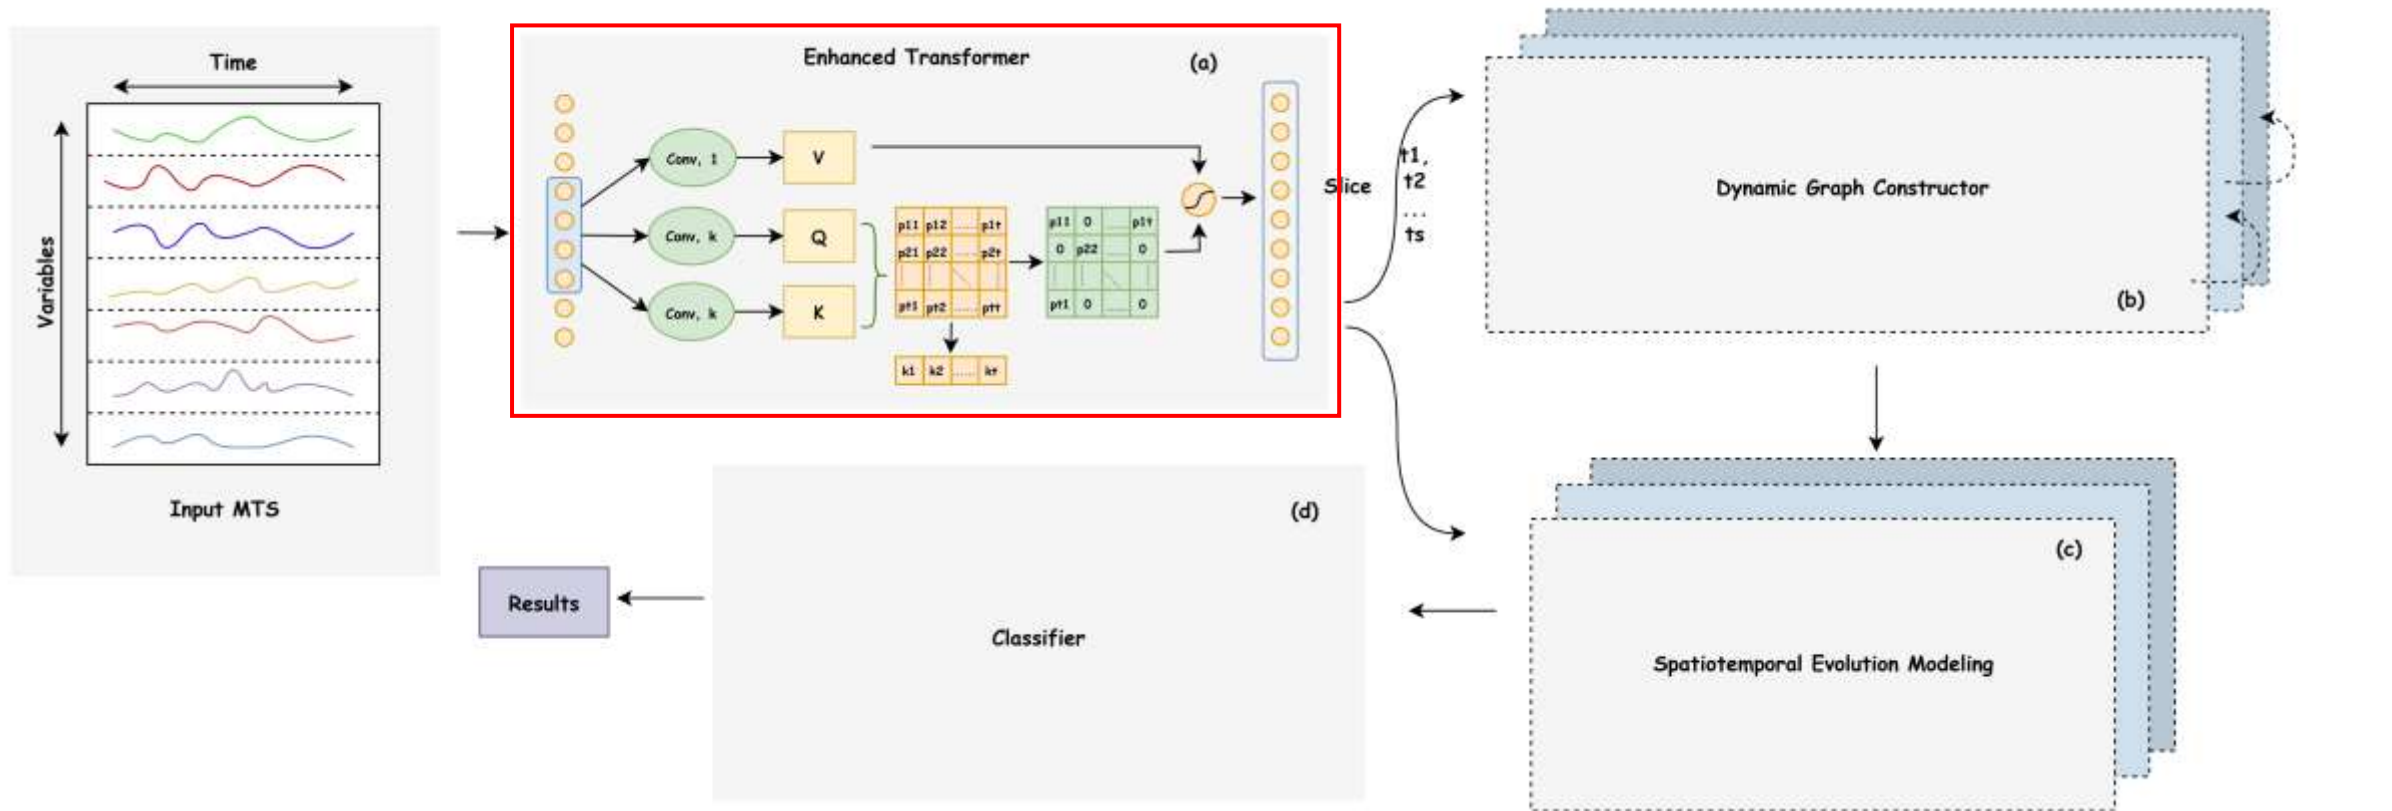 Time
Variables
Input MTS
Enhanced Transformer
(a)
Conv, 1
V
Conv, k
Q
Conv, k
K
p11 p12 ...... p1t
p21 p22 ...... p2t
pt1 pt2 ...... ptt
k1 k2 ...... kt
p11 0 ...... p1t
0 p22 ...... 0
pt1 0 ...... 0
Slice
t1,
t2
...
ts
Dynamic Graph Constructor
(b)
(c)
Spatiotemporal Evolution Modeling
(d)
Classifier
Results